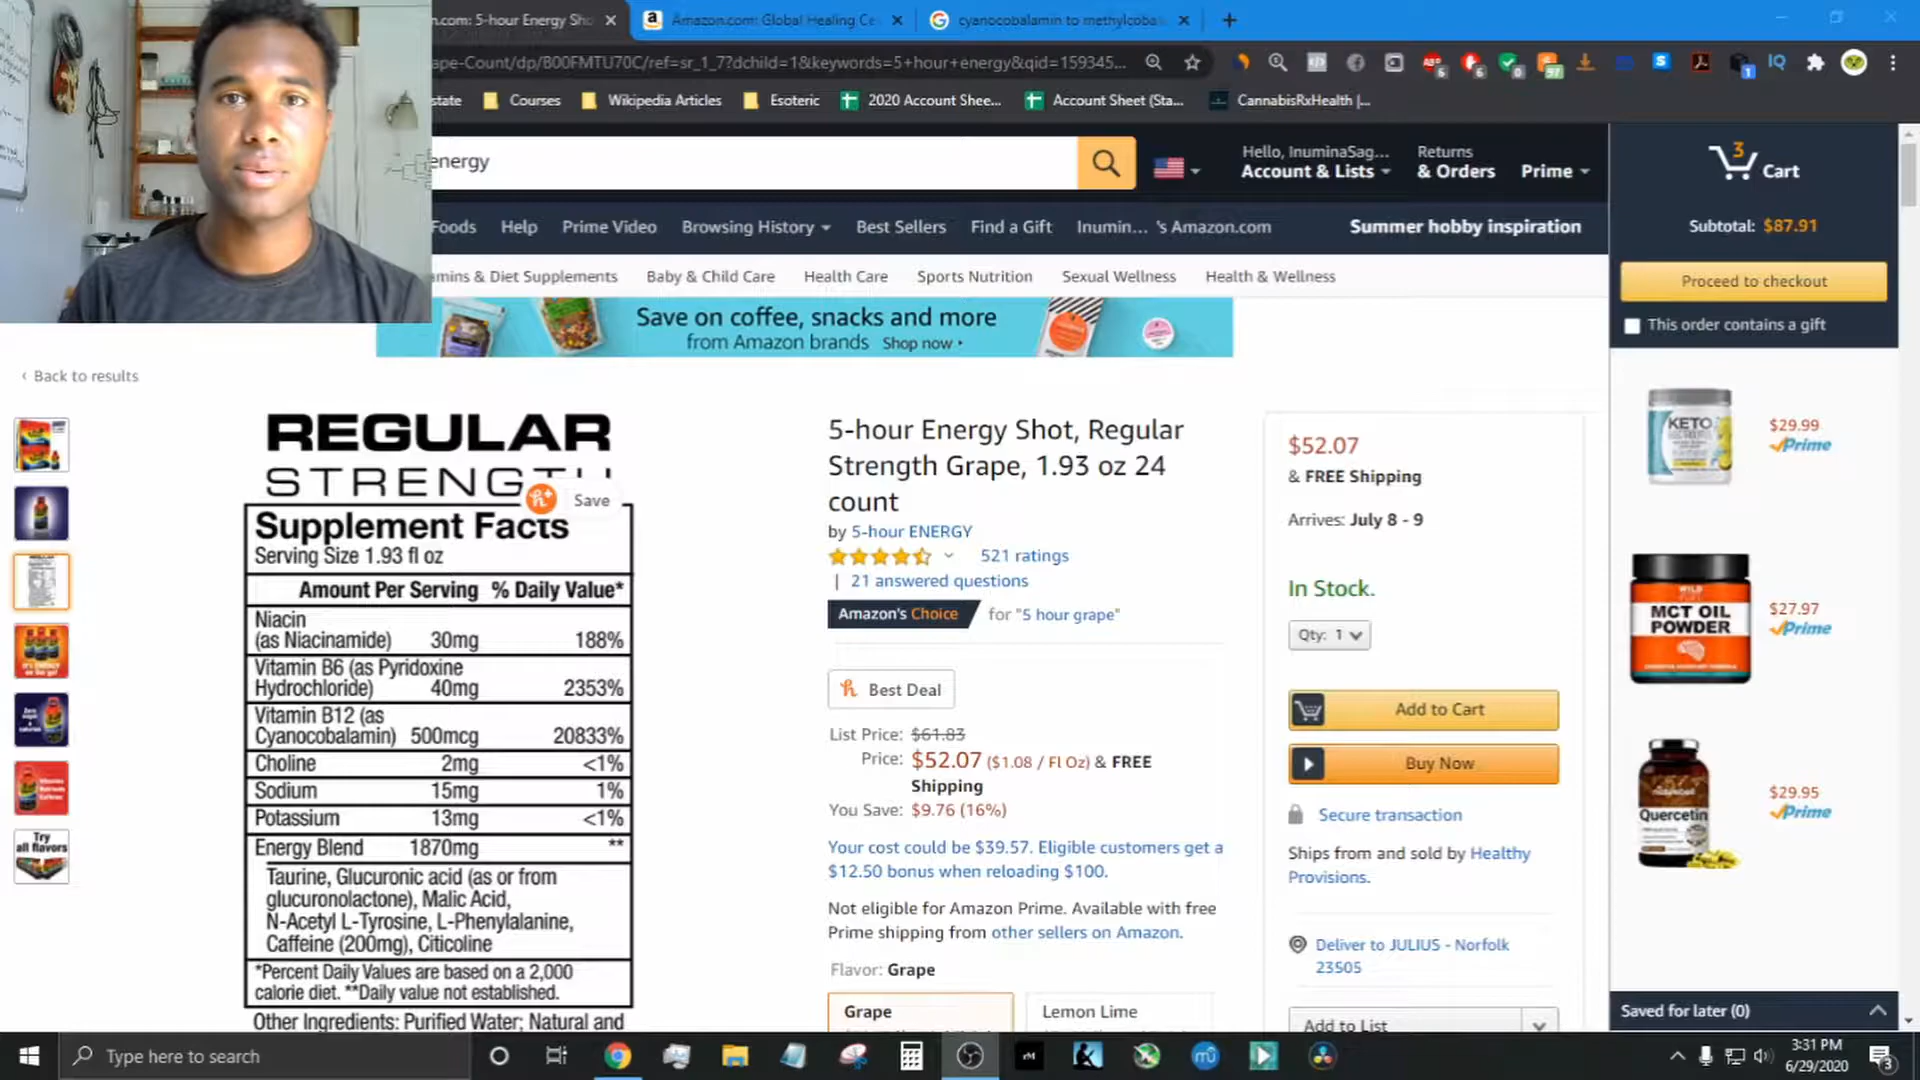 n.com: 5-hour Energy Sho
Amazon.com: Global Healing Ce
cyanocobalamin to methylcoba
ape-Count/dp/B00FMTU70C/ref=sr_1_7?dchild=1&keywords=5+hour+energy&qid=159345...
state
Courses
Wikipedia Articles
Esoteric
2020 Account Shee...
Account Sheet (Sta...
CannabisRxHealth |...
energy
Hello, InuminaSag...
Account & Lists
Returns
& Orders
Prime
3
Cart
Subtotal: $87.91
Proceed to checkout
This order contains a gift
Foods
Help
Prime Video
Browsing History
Best Sellers
Find a Gift
Inumin... 's Amazon.com
Summer hobby inspiration
amins & Diet Supplements
Baby & Child Care
Health Care
Sports Nutrition
Sexual Wellness
Health & Wellness
Save on coffee, snacks and more
from Amazon brands Shop now
‹ Back to results
REGULAR
STRENGTH
Save
Supplement Facts
Serving Size 1.93 fl oz
Amount Per Serving % Daily Value*
Niacin
(as Niacinamide) 30mg 188%
Vitamin B6 (as Pyridoxine
Hydrochloride) 40mg 2353%
Vitamin B12 (as
Cyanocobalamin) 500mcg 20833%
Choline 2mg <1%
Sodium 15mg 1%
Potassium 13mg <1%
Energy Blend 1870mg **
Taurine, Glucuronic acid (as or from
glucuronolactone), Malic Acid,
N-Acetyl L-Tyrosine, L-Phenylalanine,
Caffeine (200mg), Citicoline
*Percent Daily Values are based on a 2,000
calorie diet. **Daily value not established.
Other Ingredients: Purified Water; Natural and
Try
all flavors
5-hour Energy Shot, Regular
Strength Grape, 1.93 oz 24
count
by 5-hour ENERGY
521 ratings
| 21 answered questions
Amazon's Choice for "5 hour grape"
Best Deal
List Price: $61.83
Price: $52.07 ($1.08 / Fl Oz) & FREE
Shipping
You Save: $9.76 (16%)
Your cost could be $39.57. Eligible customers get a
$12.50 bonus when reloading $100.
Not eligible for Amazon Prime. Available with free
Prime shipping from other sellers on Amazon.
Flavor: Grape
Grape
Lemon Lime
$52.07
& FREE Shipping
Arrives: July 8 - 9
In Stock.
Qty: 1
Add to Cart
Buy Now
Secure transaction
Ships from and sold by Healthy
Provisions.
Deliver to JULIUS - Norfolk
23505
Add to List
KETO
$29.99
Prime
WILD
MCT OIL
POWDER
$27.97
Prime
Quercetin
$29.95
Prime
Saved for later (0)
Type here to search
3:31 PM
6/29/2020
3